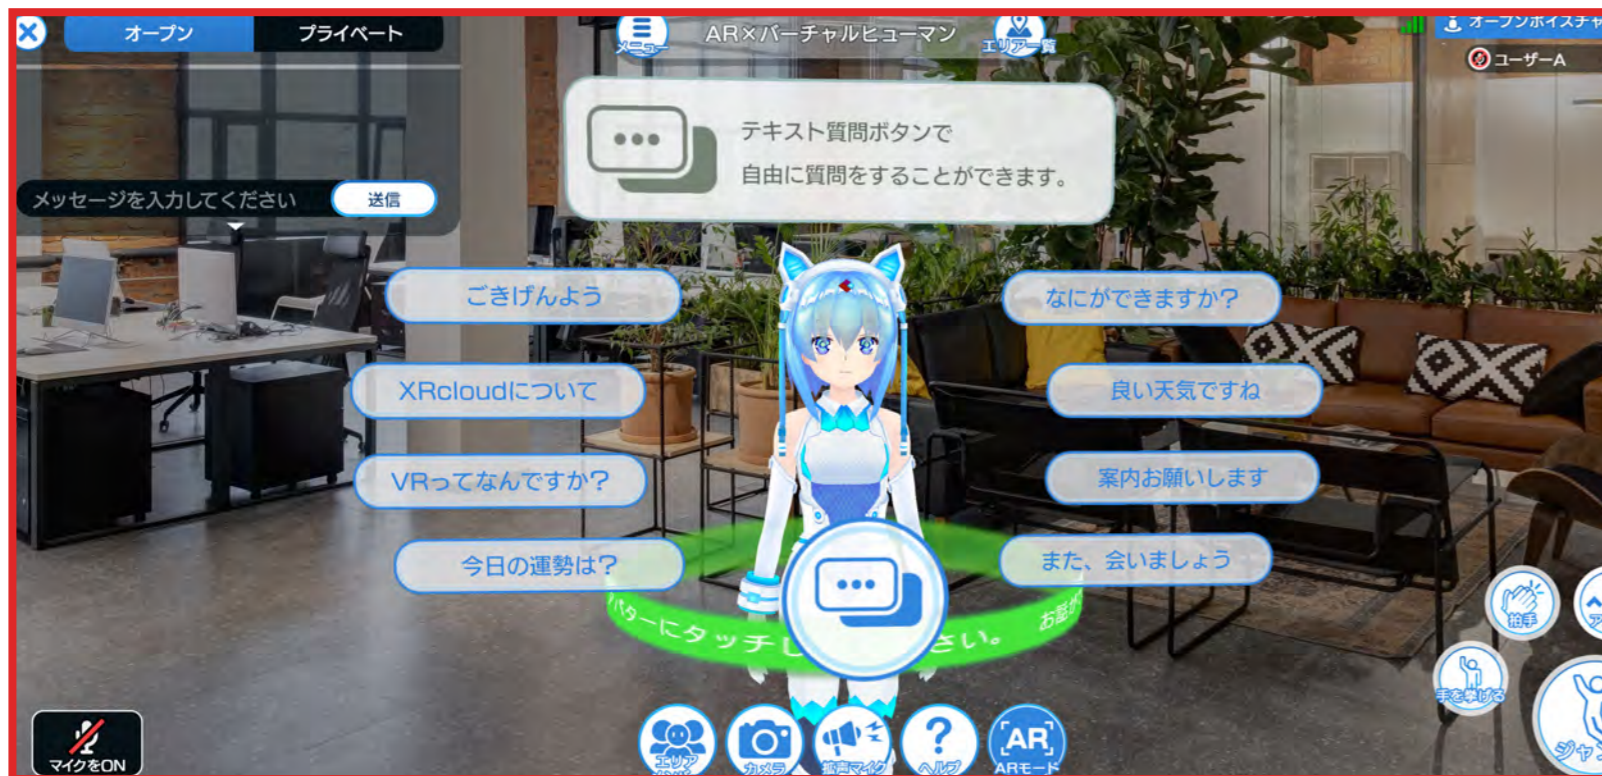 オープン
プライベート
メニュー
AR×バーチャルヒューマン
エリア一覧
オープンボイスチャ
ユーザーA
テキスト質問ボタンで
自由に質問をすることができます。
メッセージを入力してください
送信
ごきげんよう
なにができますか?
XRcloudについて
良い天気ですね
VRってなんですか?
案内お願いします
今日の運勢は?
また、会いましょう
バターにタッチし
さい。
お話が
拍手
ア
手を挙げる
ジャン
マイクをON
エリア
カメラ
拡声マイク
ヘルプ
AR
ARモード